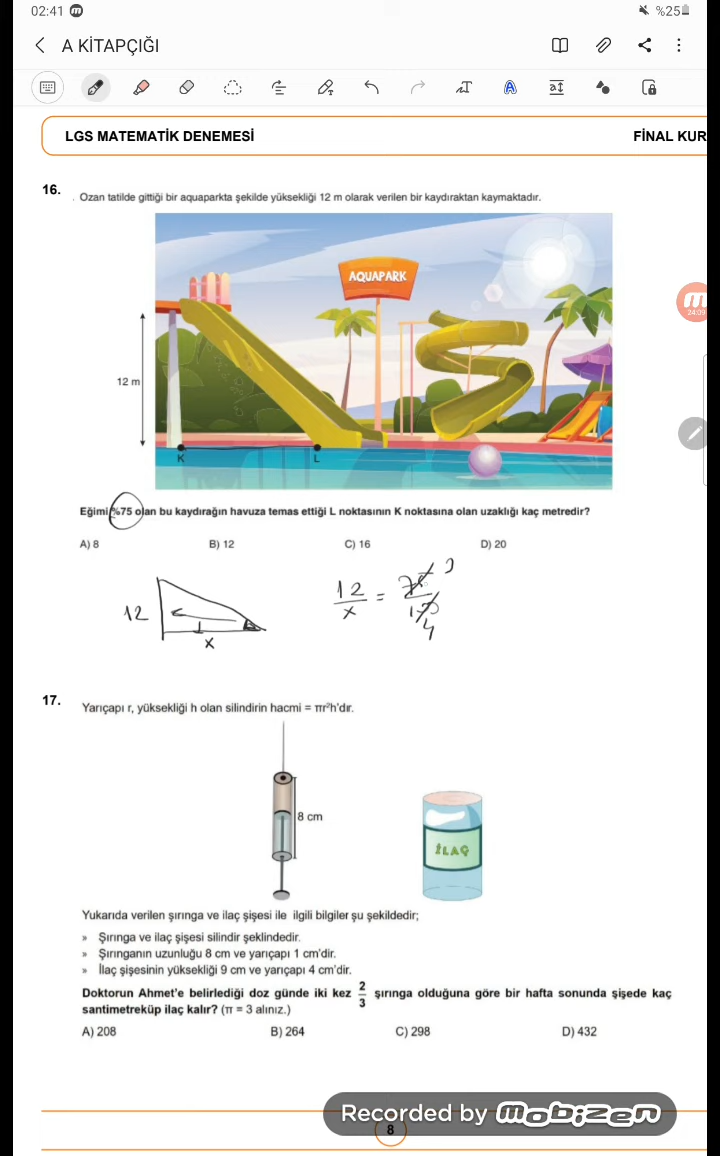 02:41 %25
A KİTAPÇIĞI
LGS MATEMATİK DENEMESİ FİNAL KUR
16. Ozan tatilde gittiği bir aquaparkta şekilde yüksekliği 12 m olarak verilen bir kaydıraktan kaymaktadır.
AQUAPARK
24:09
12 m
K L
Eğimi %75 olan bu kaydırağın havuza temas ettiği L noktasının K noktasına olan uzaklığı kaç metredir?
A) 8 B) 12 C) 16 D) 20
12 x
12/x = 75/100 3 4
17. Yarıçapı r, yüksekliği h olan silindirin hacmi = πr²h'dır.
8 cm
İLAÇ
Yukarıda verilen şırınga ve ilaç şişesi ile ilgili bilgiler şu şekildedir;
» Şırınga ve ilaç şişesi silindir şeklindedir.
» Şırınganın uzunluğu 8 cm ve yarıçapı 1 cm'dir.
» İlaç şişesinin yüksekliği 9 cm ve yarıçapı 4 cm'dir.
Doktorun Ahmet'e belirlediği doz günde iki kez 2/3 şırınga olduğuna göre bir hafta sonunda şişede kaç
santimetreküp ilaç kalır? (π = 3 alınız.)
A) 208 B) 264 C) 298 D) 432
Recorded by mobizen
8